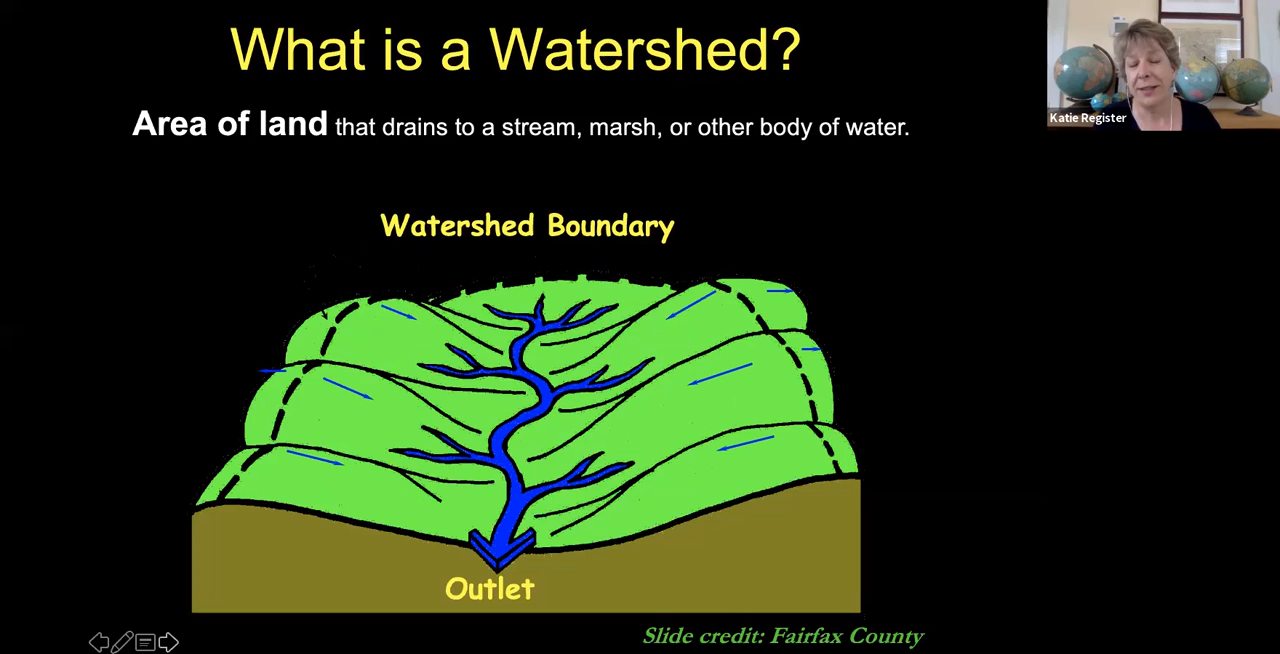 What is a Watershed?
Area of land that drains to a stream, marsh, or other body of water.
Katie Register
Watershed Boundary
Outlet
Slide credit: Fairfax County